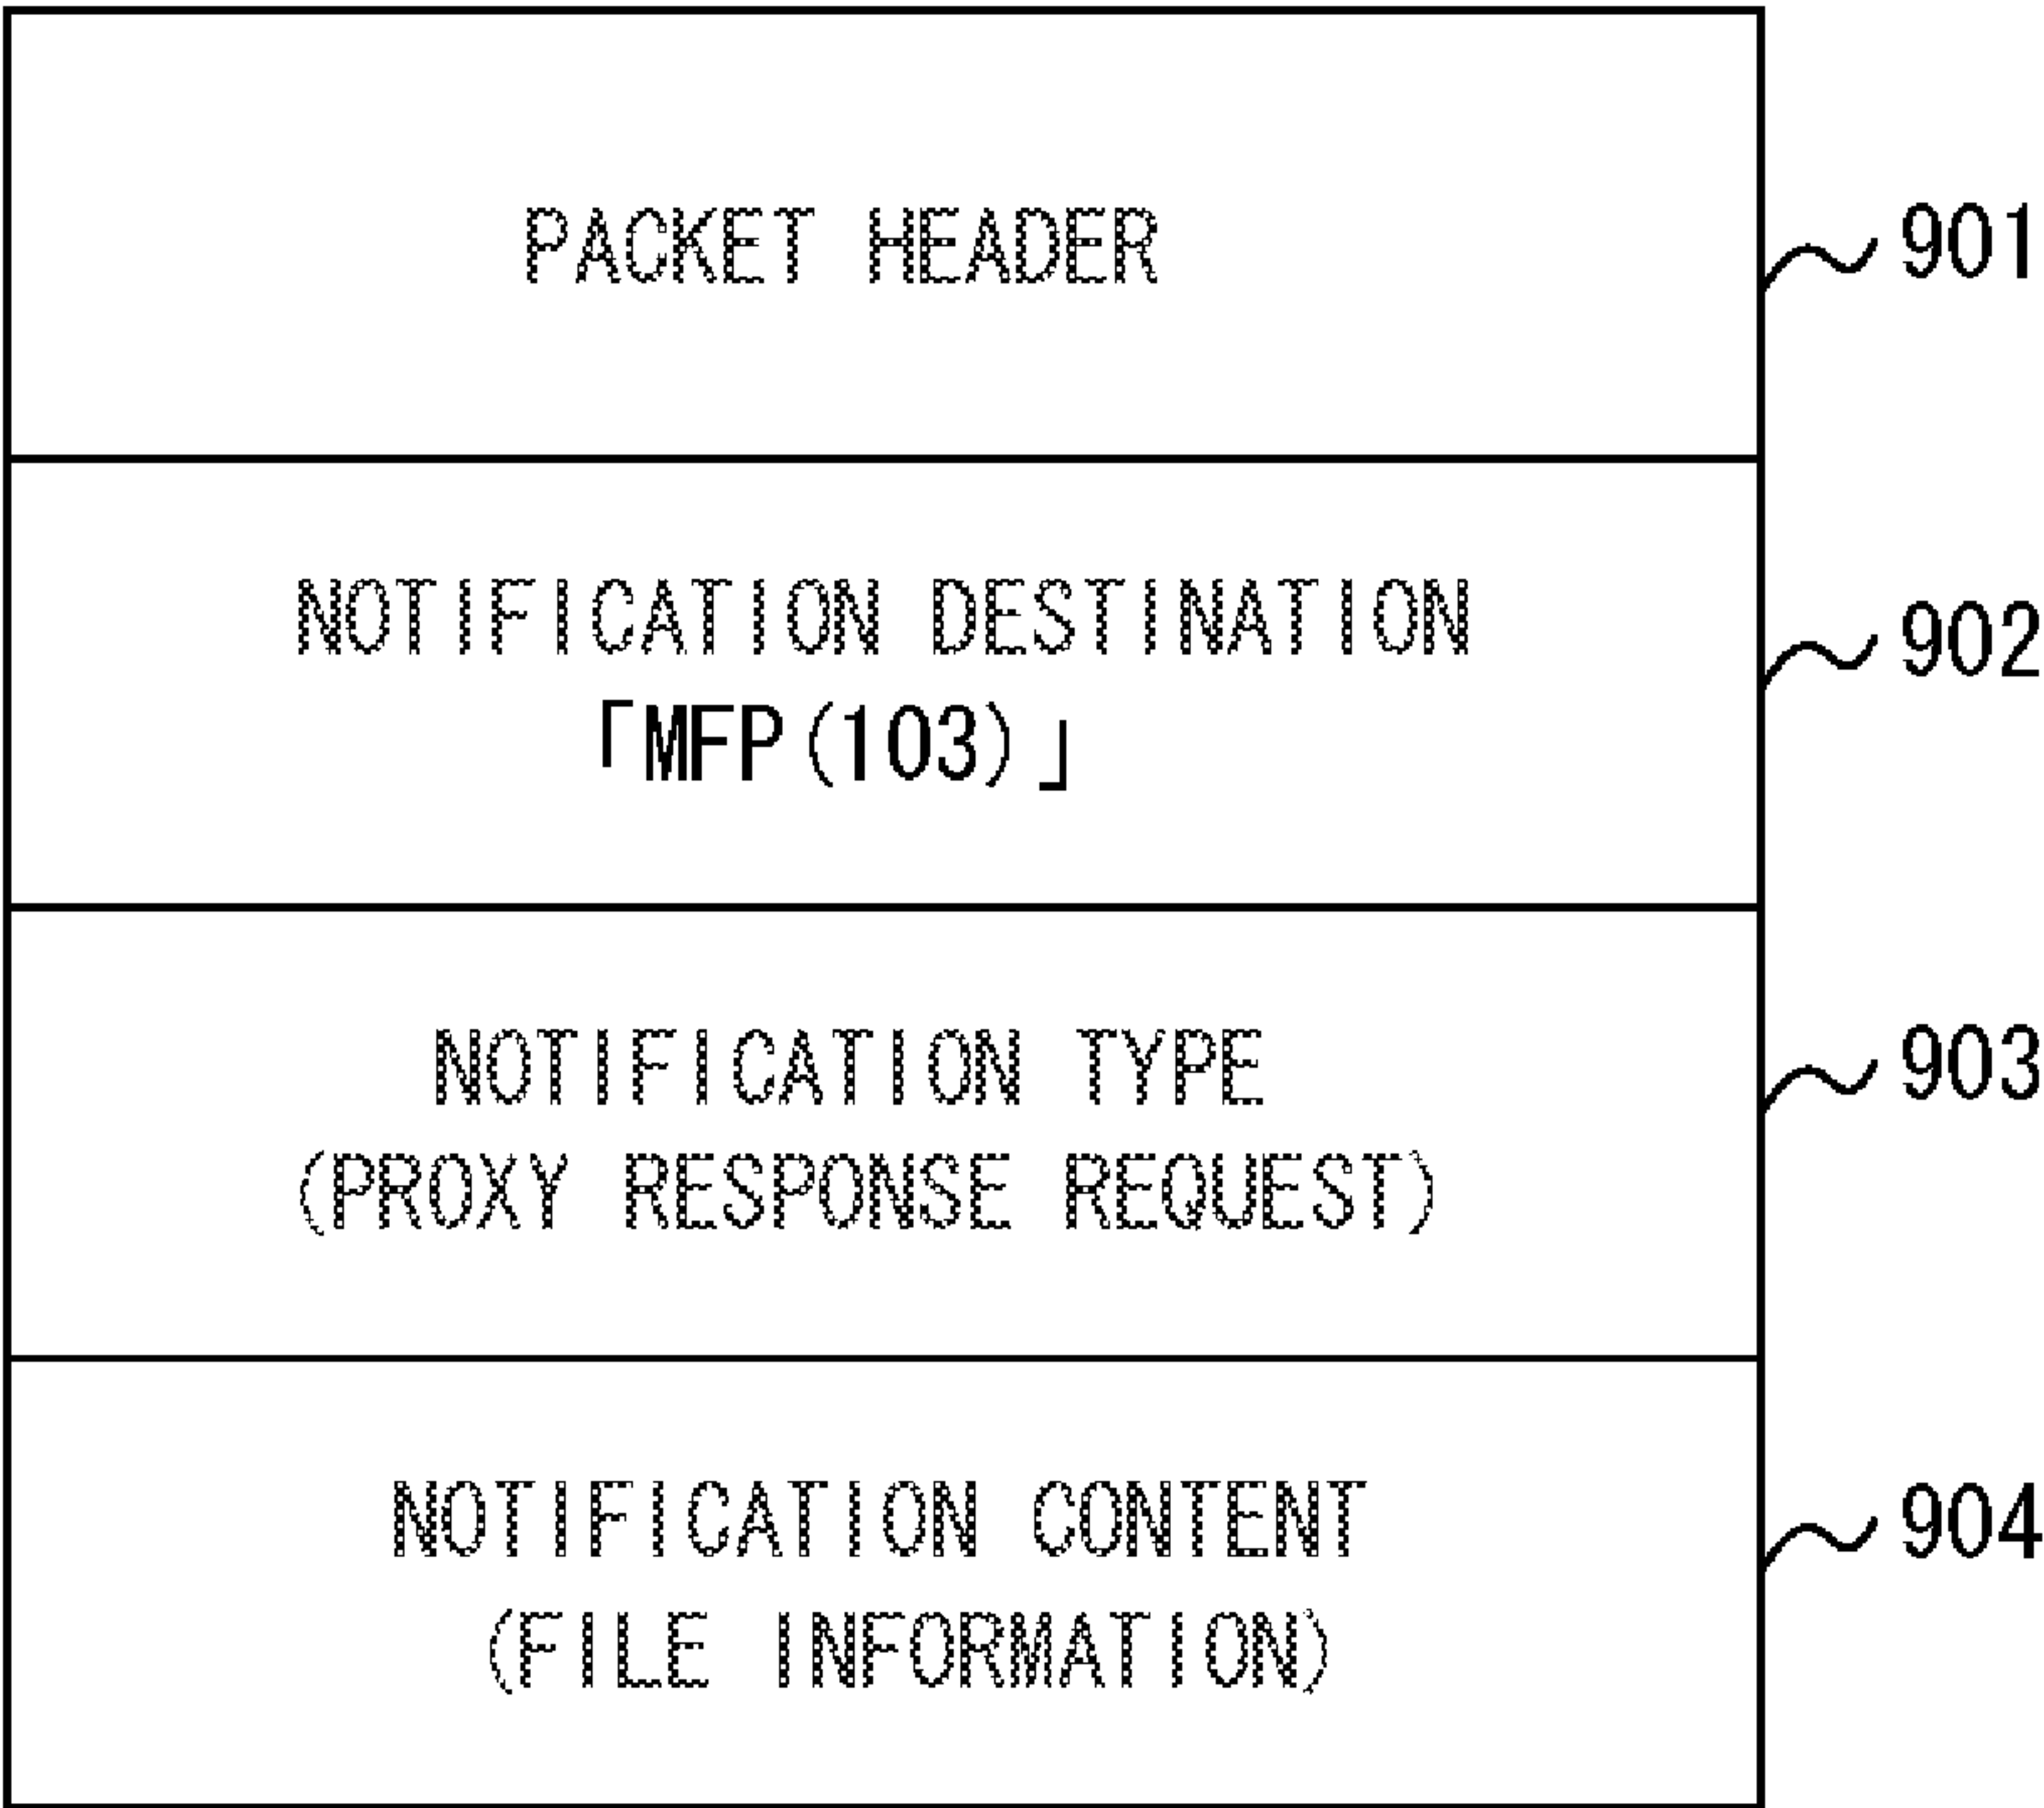 PACKET HEADER
901
NOTIFICATION DESTINATION
902
「MFP(103)」
NOTIFICATION TYPE
903
(PROXY RESPONSE REQUEST)
NOTIFICATION CONTENT
904
(FILE INFORMATION)